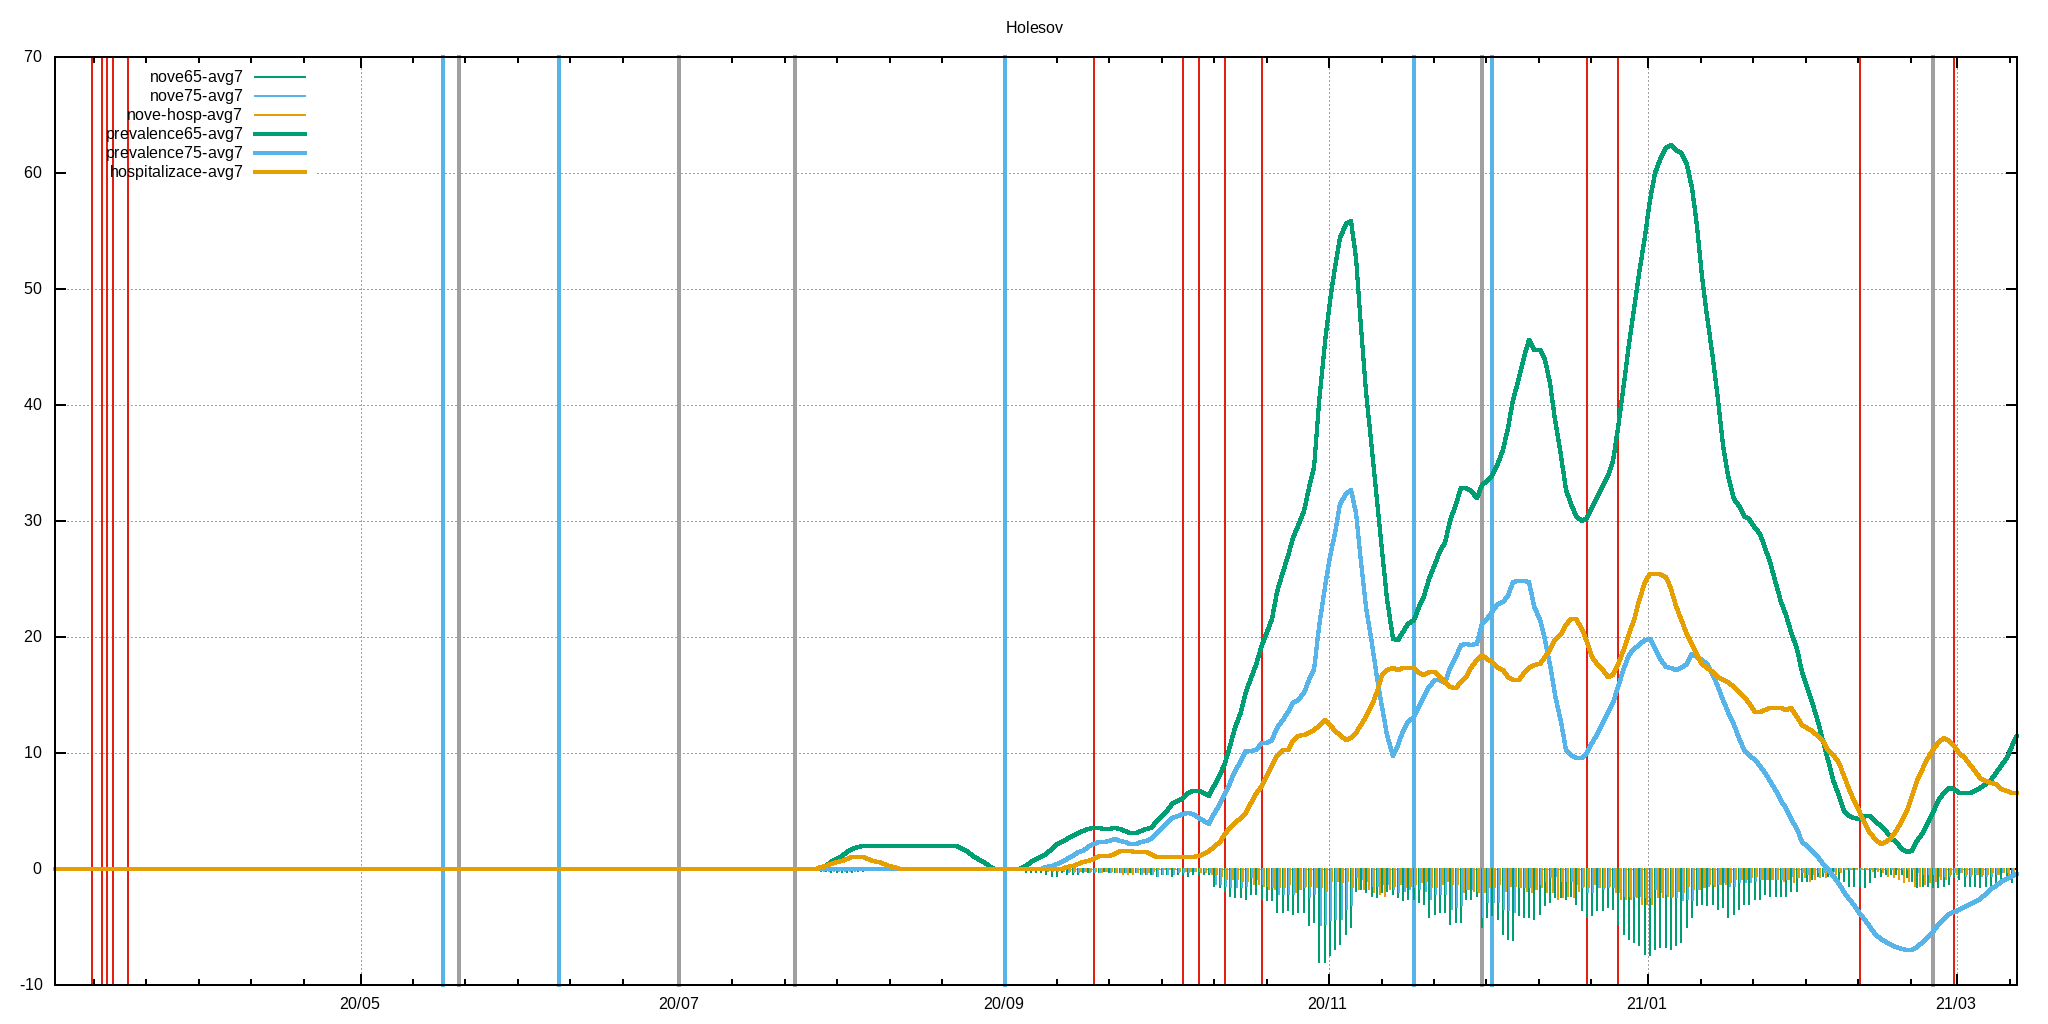 Holesov
70
nove65-avg7
nove75-avg7
nove-hosp-avg7
prevalence65-avg7
prevalence75-avg7
hospitalizace-avg7
60
50
40
30
20
10
0
-10
20/05
20/07
20/09
20/11
21/01
21/03